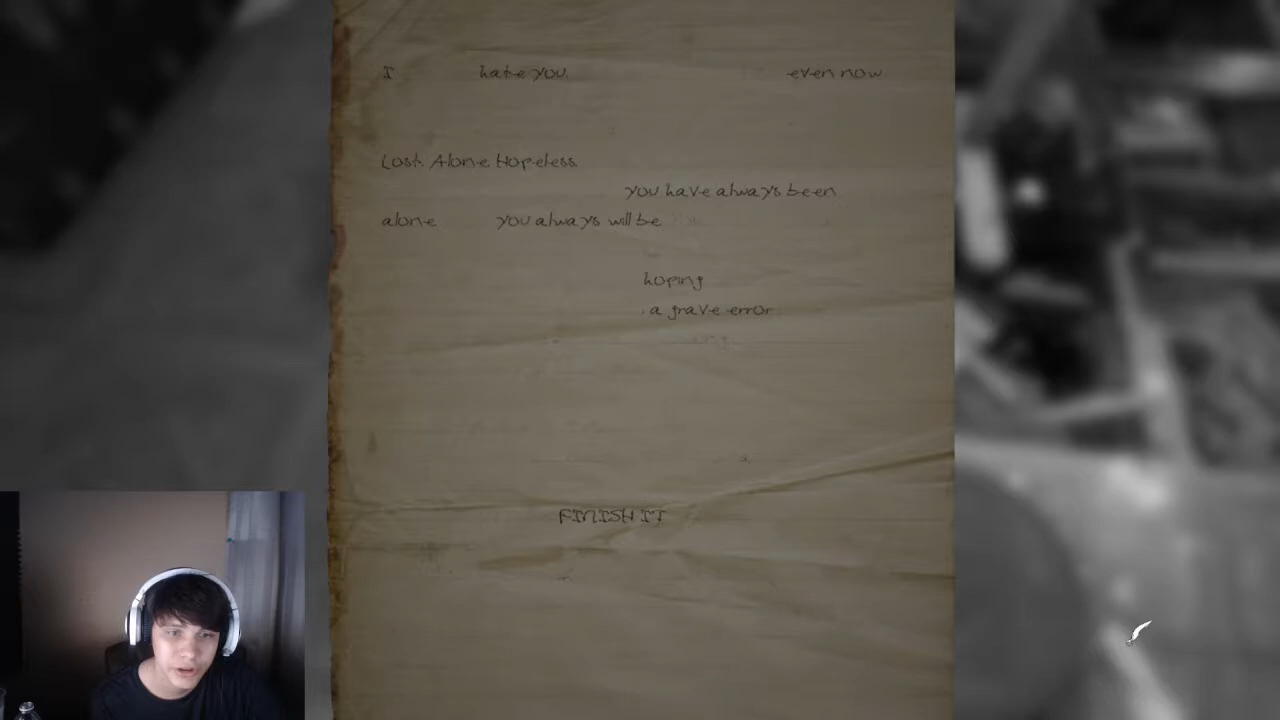 I hate you. even now
Lost. Alone. Hopeless.
you have always been
alone you always will be
hoping
a grave error
FINISH IT